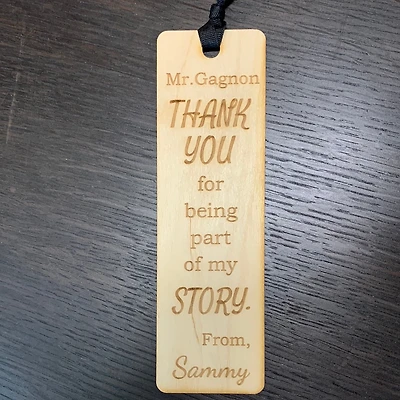 Mr.Gagnon
THANK
YOU
for
being
part
of my
STORY.
From,
Sammy